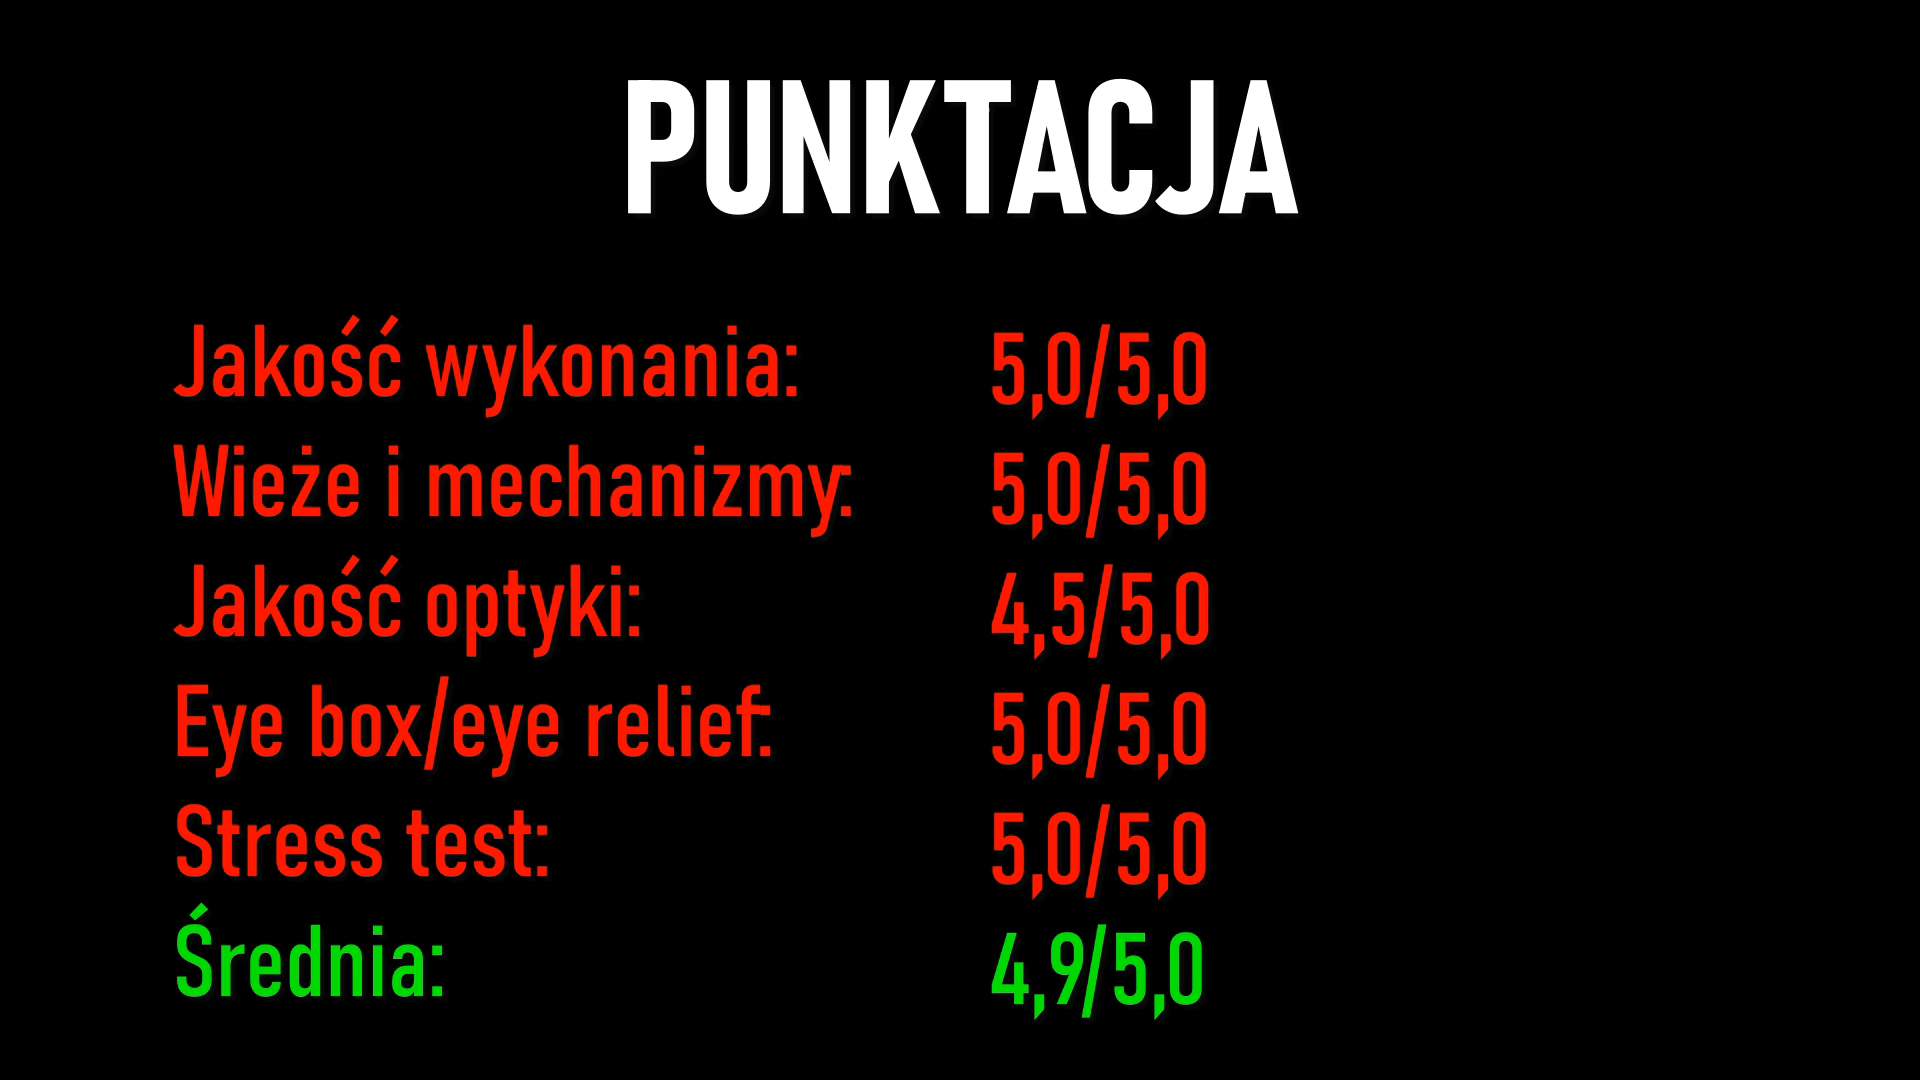 PUNKTACJA
Jakość wykonania: 5,0/5,0
Wieże i mechanizmy: 5,0/5,0
Jakość optyki: 4,5/5,0
Eye box/eye relief: 5,0/5,0
Stress test: 5,0/5,0
Średnia: 4,9/5,0